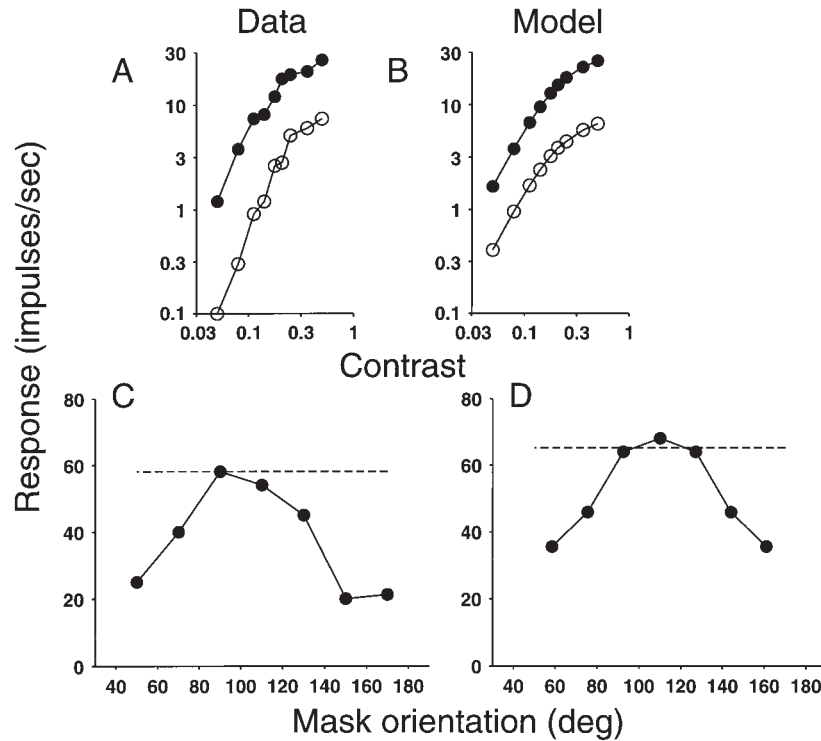 Data
Model
A
B
30
10
3
1
0.3
0.1
0.03 0.1 0.3 1
30
10
3
1
0.3
0.1
0.03 0.1 0.3 1
Contrast
Response (impulses/sec)
C
D
80
60
40
20
0
40 60 80 100 120 140 160 180
80
60
40
20
0
40 60 80 100 120 140 160 180
Mask orientation (deg)